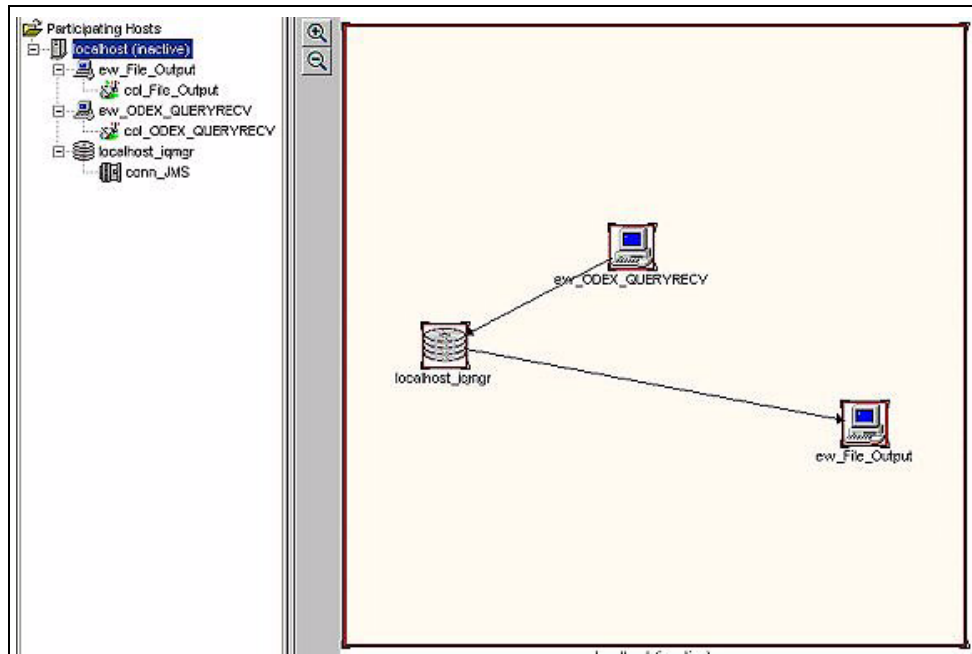 Participating Hosts
localhost (inactive)
ew_File_Output
col_File_Output
ew_ODEX_QUERYRECV
col_ODEX_QUERYRECV
localhost_iqmgr
conn_JMS
ew_ODEX_QUERYRECV
localhost_iqmgr
ew_File_Output